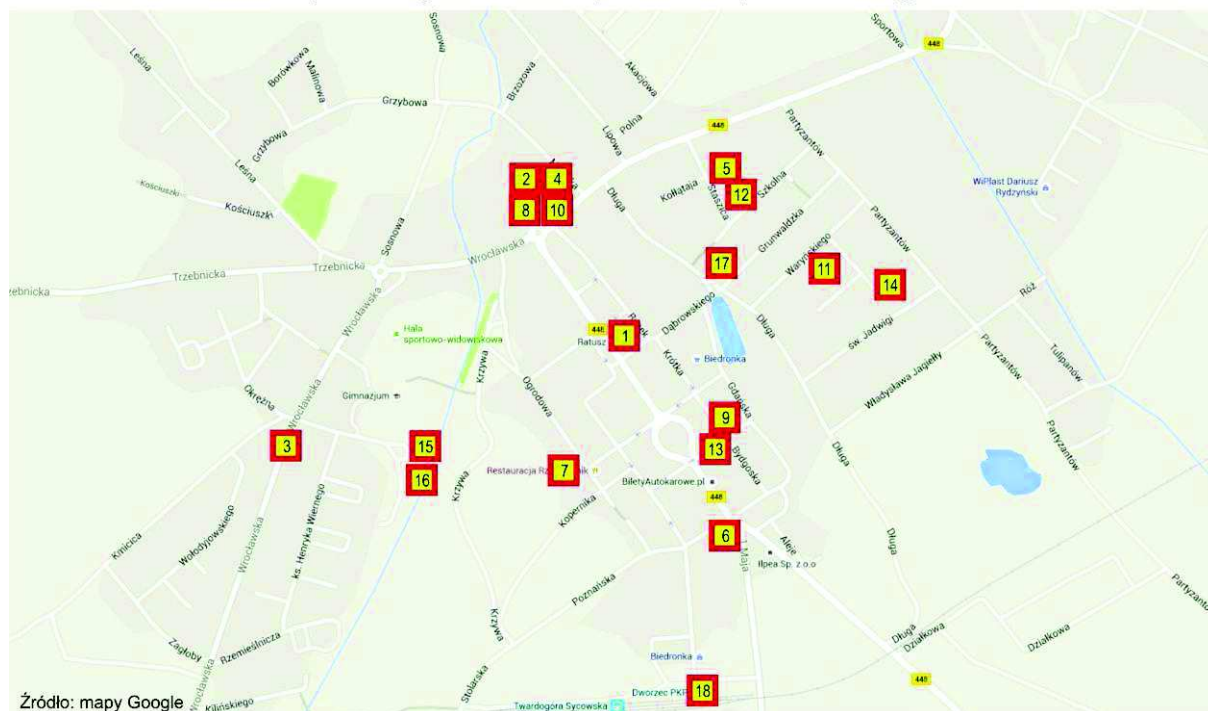 Leśna
Borówkowa
Malinowa
Sosnowa
Brzozowa
Akacjowa
Sportowa
448
Grzybowa
Polna
Lipowa
448
Partyzantów
Grzybowa
Leśna
Kościuszki
Kościuszki
2
4
8
10
5
12
Kołłątaja
Staszica
Szkolna
Długa
WiPlast Dariusz
Rydzyński
Partyzantów
Grunwaldzka
Sosnowa
Wrocławska
Trzebnicka
Trzebnicka
zebnicka
17
Waryńskiego
11
14
Róż
Wrocławska
Hala
sportowo-widowiskowa
448
Ratusz
1
Rynek
Dąbrowskiego
Długa
św. Jadwigi
Partyzantów
Tulipanów
Krzywa
Krótka
Biedronka
Władysława Jagiełły
Okrężna
Wrocławska
Gimnazjum
Ogrodowa
Gdańska
9
3
15
13
16
Restauracja
7
Bydgoska
Długa
BiletyAutokarowe.pl
448
Krzywa
Kopernika
Kmicica
Wołodyjowskiego
Wrocławska
ks. Henryka Wiernego
6
1 Maja
Aleje
Ilpea Sp. z.o.o
Długa
Poznańska
Partyzantów
Krzywa
Zagłoby
Rzemieślnicza
Długa
Działkowa
Działkowa
Biedronka
Stolarska
Dworzec PKP
18
448
Wrocławska
Kilińskiego
Twardogóra Sycowska
Źródło: mapy Google